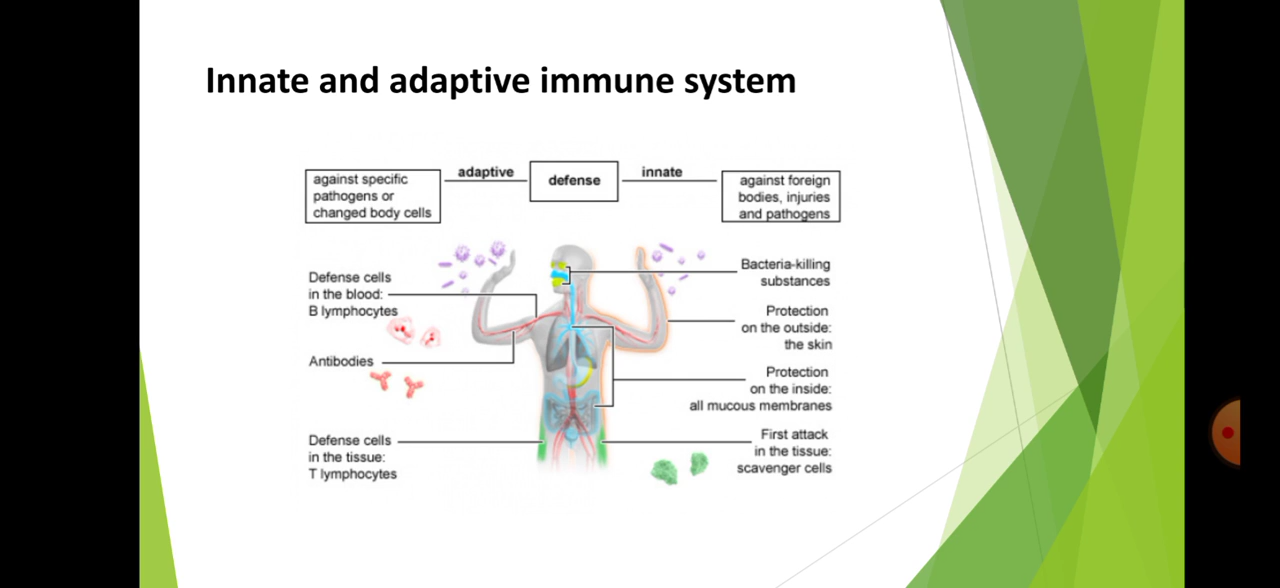 Innate and adaptive immune system
against specific
pathogens or
changed body cells
adaptive
defense
innate
against foreign
bodies, injuries
and pathogens
Defense cells
in the blood:
B lymphocytes
Antibodies
Defense cells
in the tissue:
T lymphocytes
Bacteria-killing
substances
Protection
on the outside:
the skin
Protection
on the inside:
all mucous membranes
First attack
in the tissue:
scavenger cells